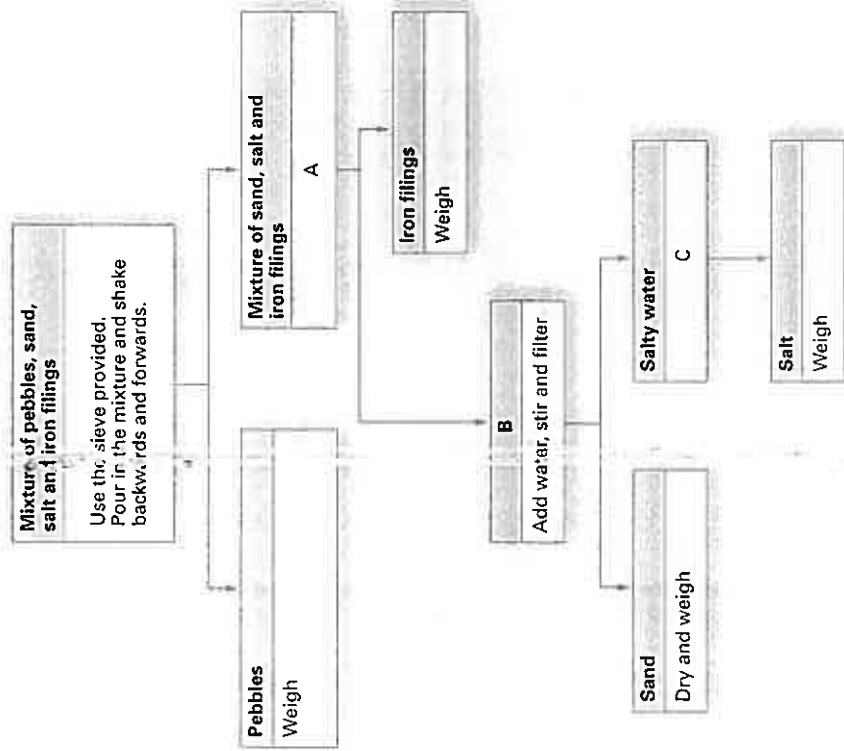 Mixture of pebbles, sand,
salt and iron filings
Use the sieve provided.
Pour in the mixture and shake
backwards and forwards.
Pebbles
Weigh
Mixture of sand, salt and
iron filings
A
Iron filings
Weigh
B
Add water, stir and filter
Sand
Dry and weigh
Salty water
C
Salt
Weigh